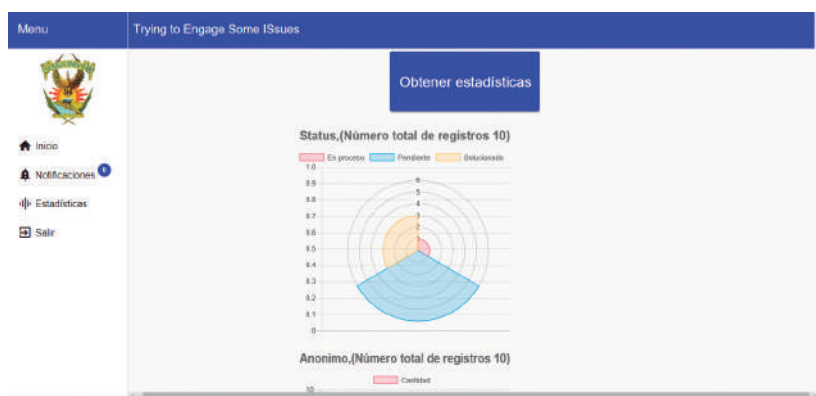 Menu
Trying to Engage Some ISsues
Inicio
Notificaciones 0
Estadísticas
Salir
Obtener estadísticas
Status,(Número total de registros 10)
En proceso Pendiente Solucionado
1.0
0.9
0.8
0.7
0.6
0.5
0.4
0.3
0.2
0.1
0
6
5
4
3
2
1
Anonimo,(Número total de registros 10)
Cantidad
10